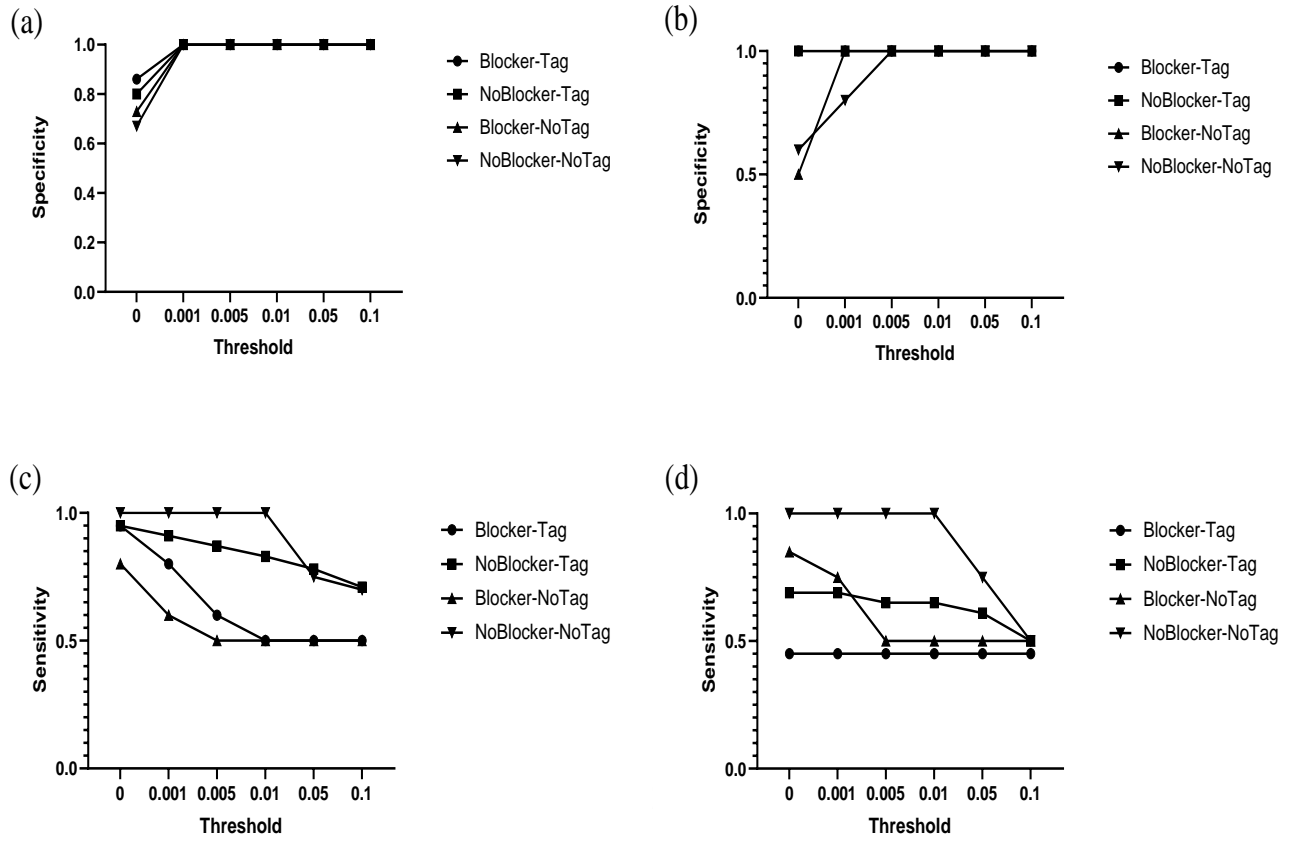 (a)
1.0
0.8
0.6
0.4
0.2
0.0
Specificity
0 0.001 0.005 0.01 0.05 0.1
Threshold
Blocker-Tag
NoBlocker-Tag
Blocker-NoTag
NoBlocker-NoTag
(b)
1.0
0.5
0.0
Specificity
0 0.001 0.005 0.01 0.05 0.1
Threshold
Blocker-Tag
NoBlocker-Tag
Blocker-NoTag
NoBlocker-NoTag
(c)
1.0
0.5
0.0
Sensitivity
0 0.001 0.005 0.01 0.05 0.1
Threshold
Blocker-Tag
NoBlocker-Tag
Blocker-NoTag
NoBlocker-NoTag
(d)
1.0
0.5
0.0
Sensitivity
0 0.001 0.005 0.01 0.05 0.1
Threshold
Blocker-Tag
NoBlocker-Tag
Blocker-NoTag
NoBlocker-NoTag